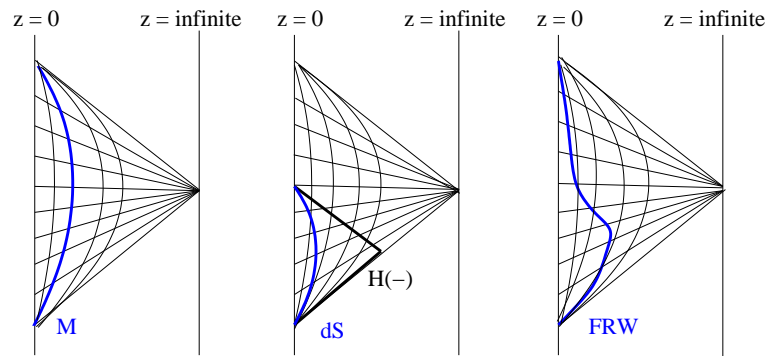 z = 0 z = infinite z = 0 z = infinite z = 0 z = infinite
H(−)
M dS FRW